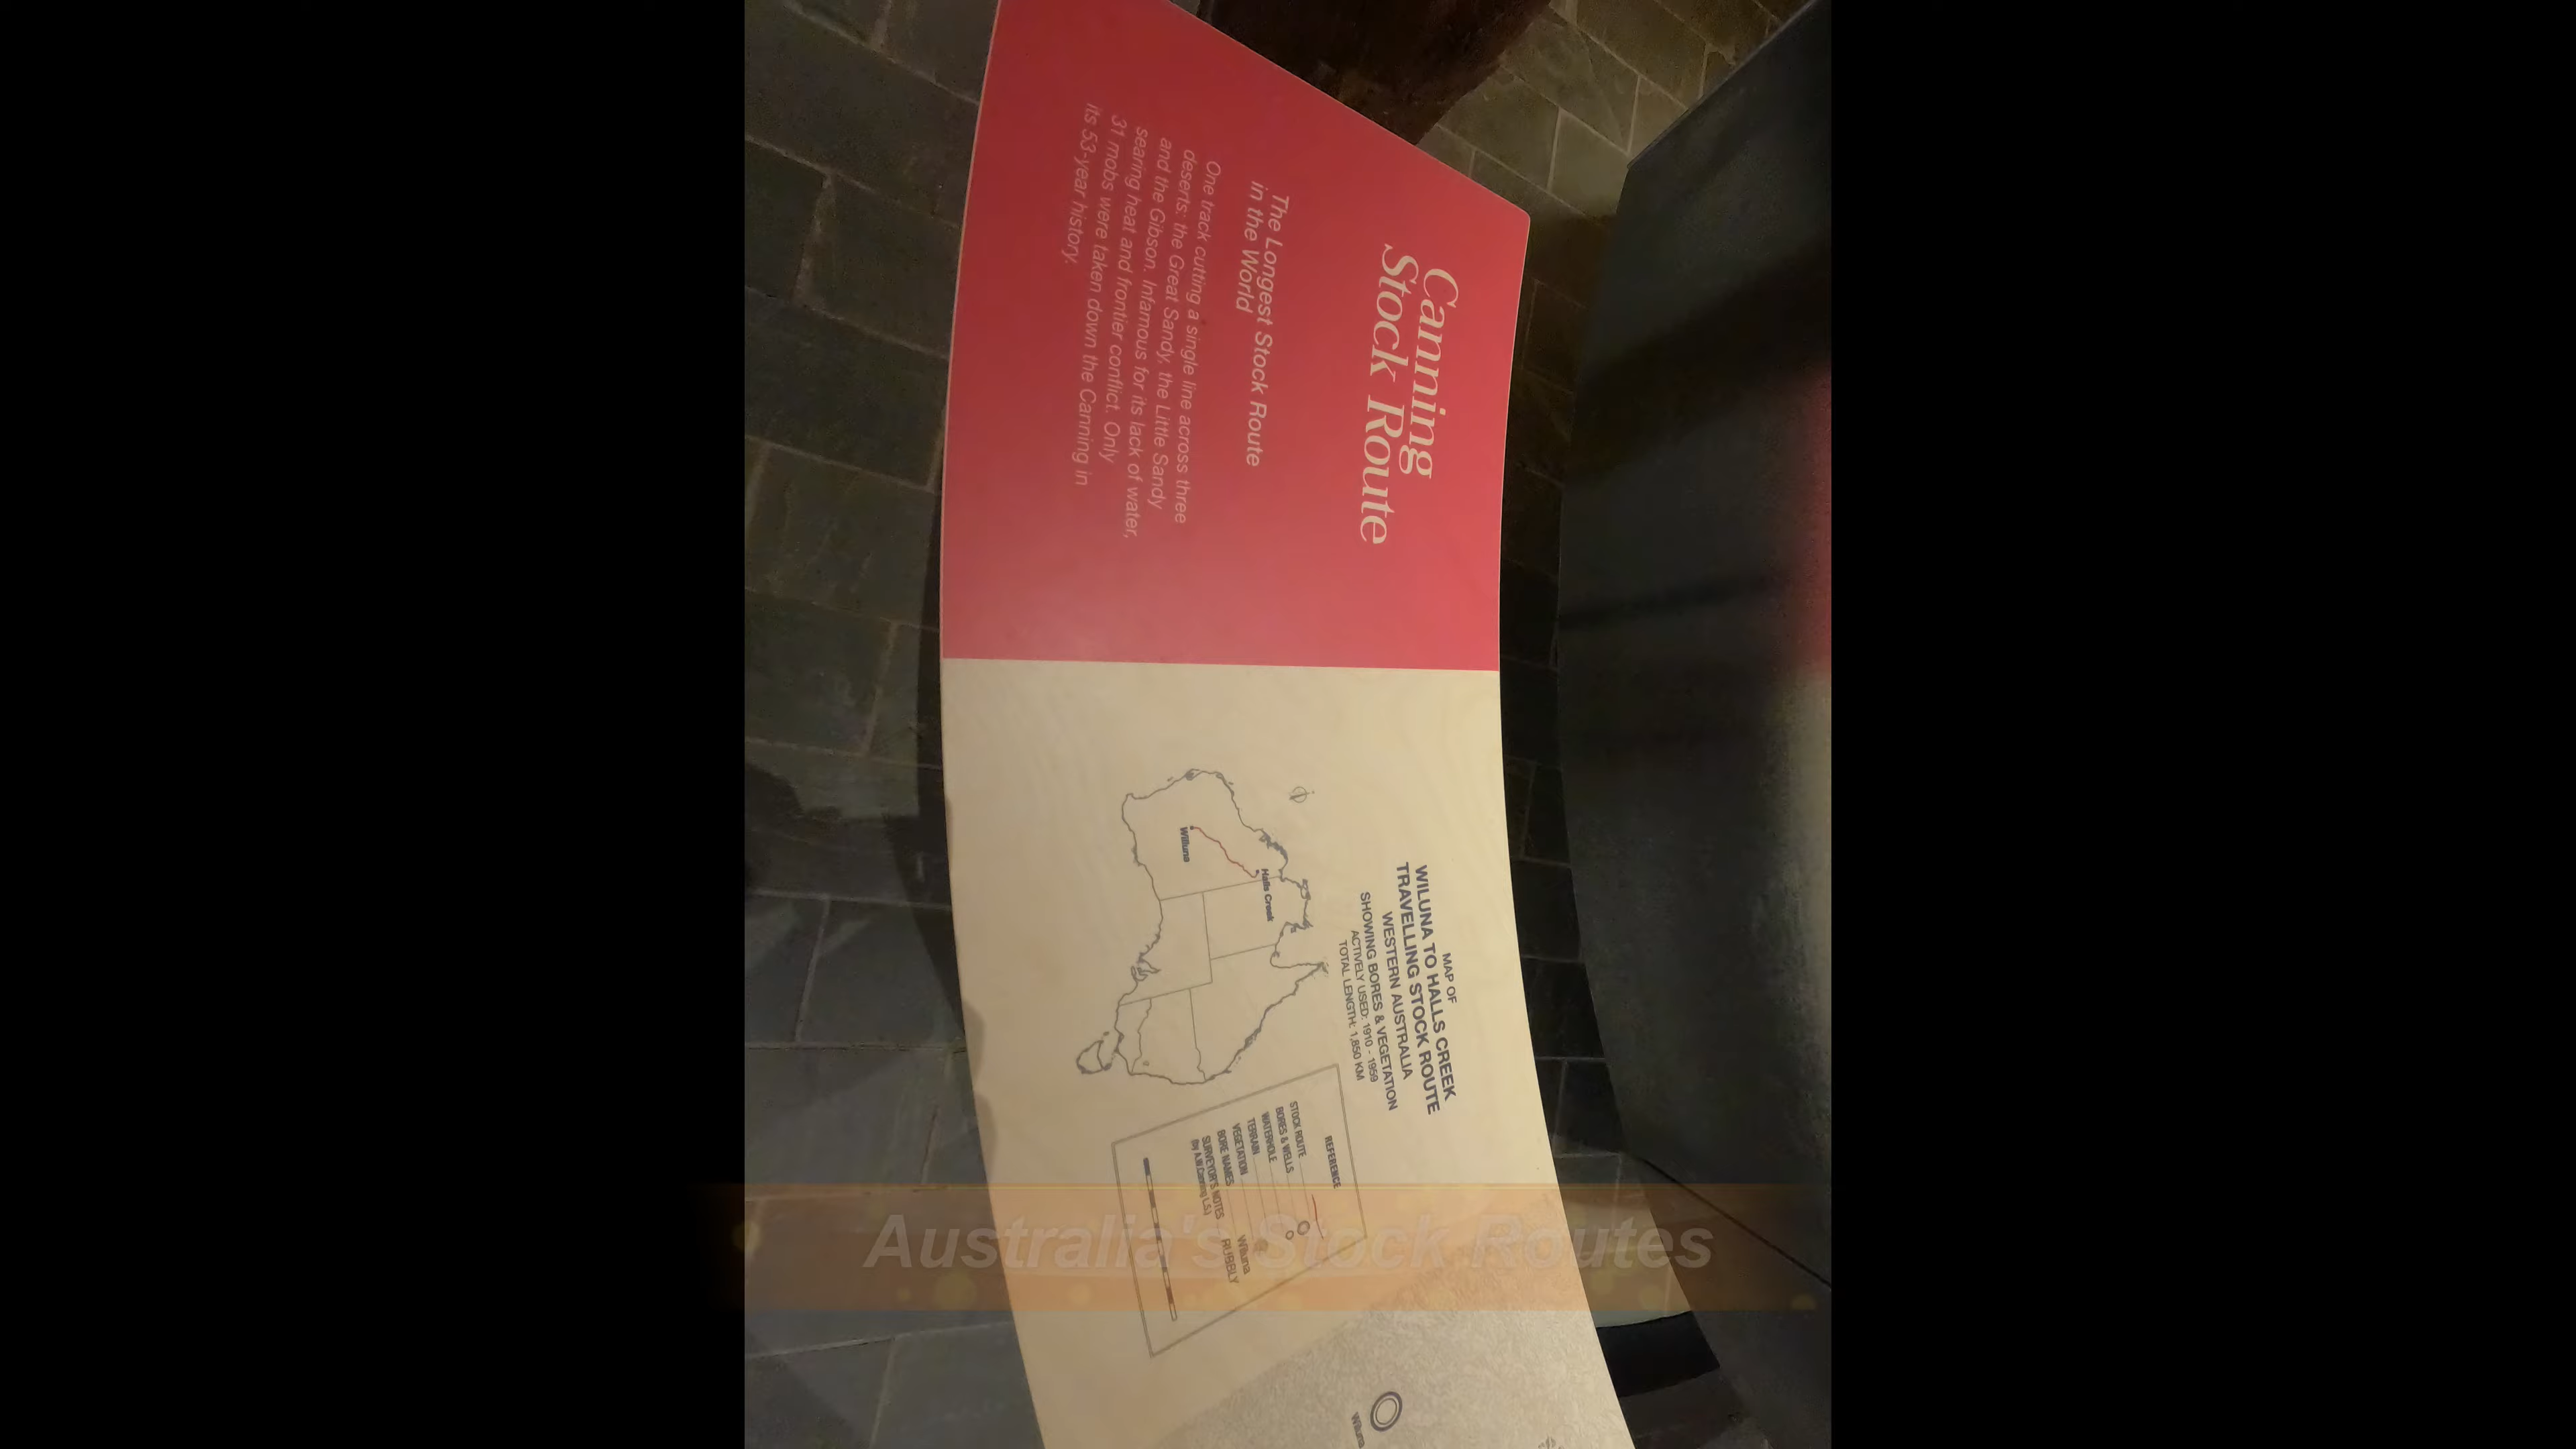 Canning
Stock Route
The Longest Stock Route
in the World
One track cutting a single line across three
deserts: the Great Sandy, the Little Sandy
and the Gibson. Infamous for its lack of water,
searing heat and frontier conflict. Only
31 mobs were taken down the Canning in
its 53-year history.
MAP OF
WILUNA TO HALLS CREEK
TRAVELLING STOCK ROUTE
WESTERN AUSTRALIA
SHOWING BORES & VEGETATION
ACTIVELY USED: 1910 - 1959
TOTAL LENGTH: 1,850 KM
Halls Creek
Wiluna
REFERENCE
STOCK ROUTE
BORES & WELLS
WATERHOLE
TERRAIN
VEGETATION
BORE NAMES Wiluna
SURVEYOR'S NOTES RUBBLY
(By A.W Canning L.S.)
Wiluna
Australia's Stock Routes